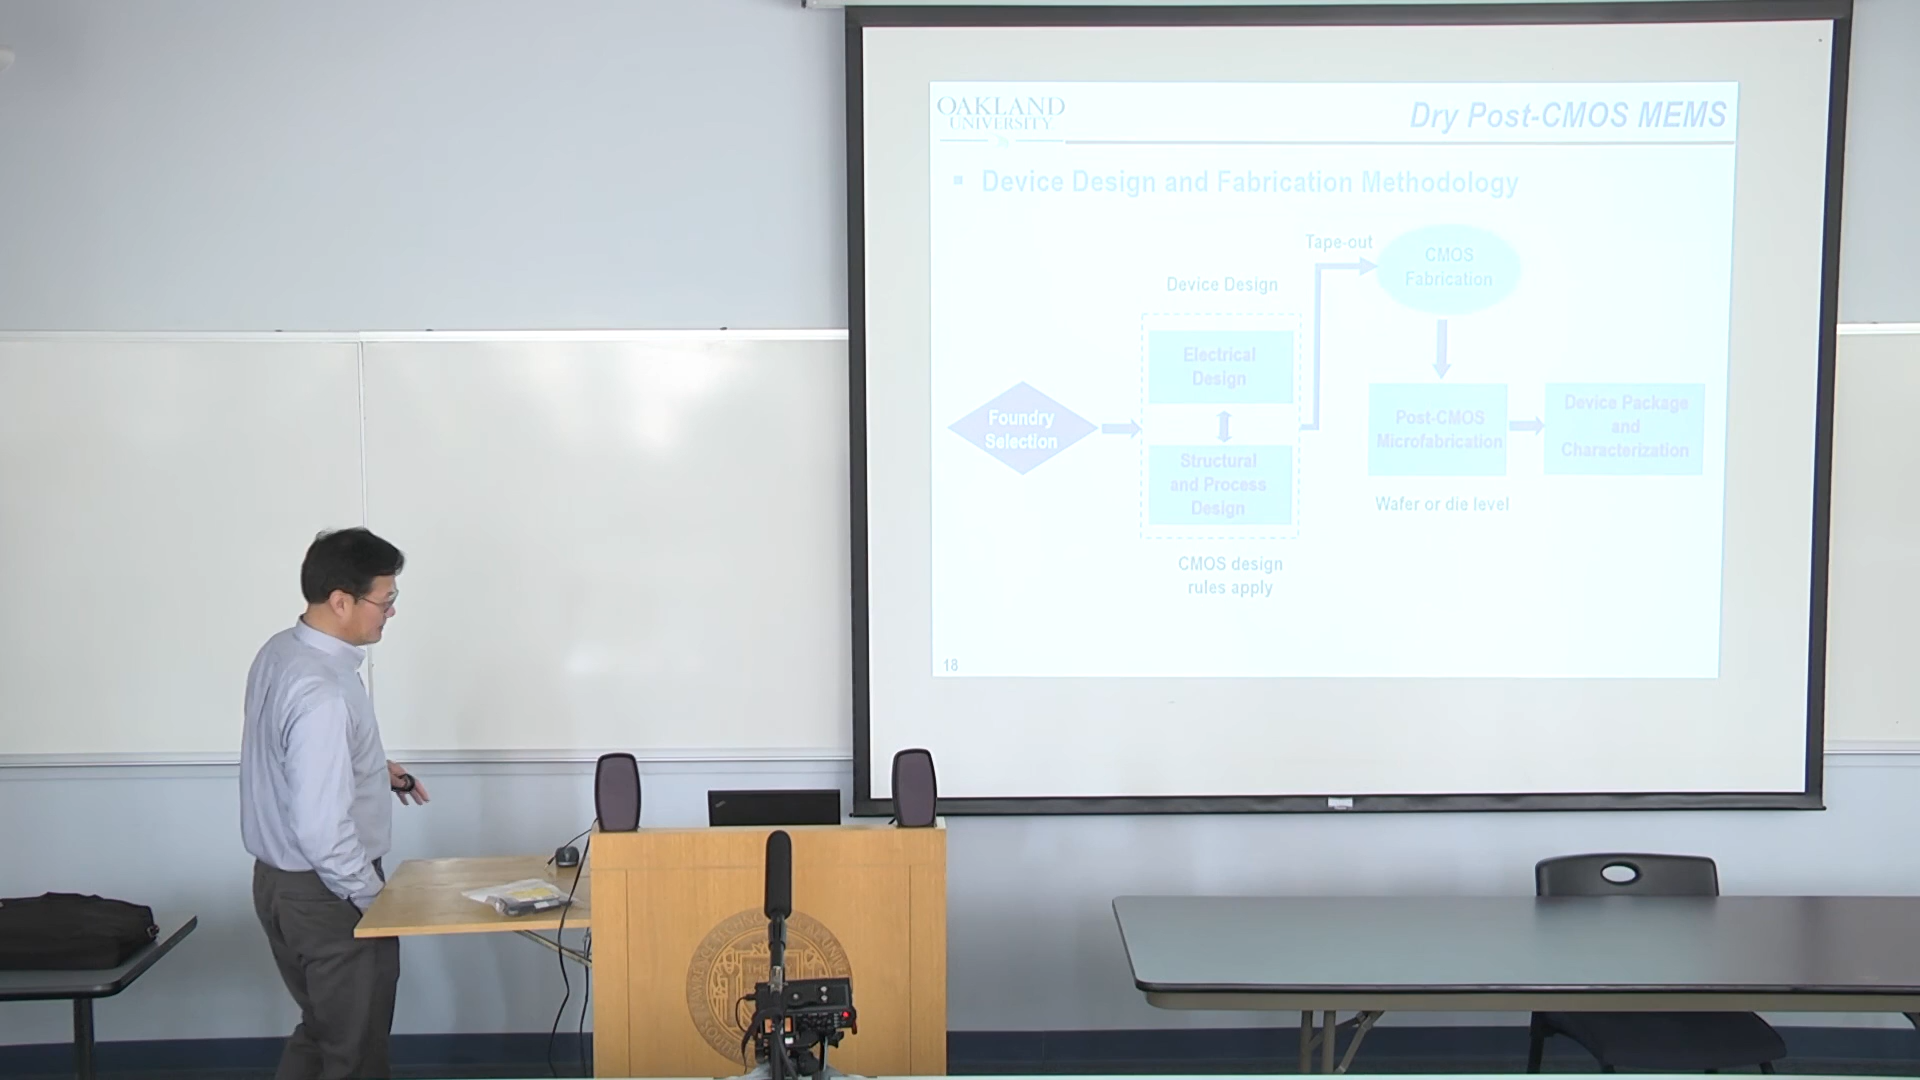 OAKLAND
UNIVERSITY
Dry Post-CMOS MEMS
▪ Device Design and Fabrication Methodology
Tape-out
CMOS
Fabrication
Device Design
Electrical
Design
Foundry
Selection
Structural
and Process
Design
Post-CMOS
Microfabrication
Device Package
and
Characterization
Wafer or die level
CMOS design
rules apply
18